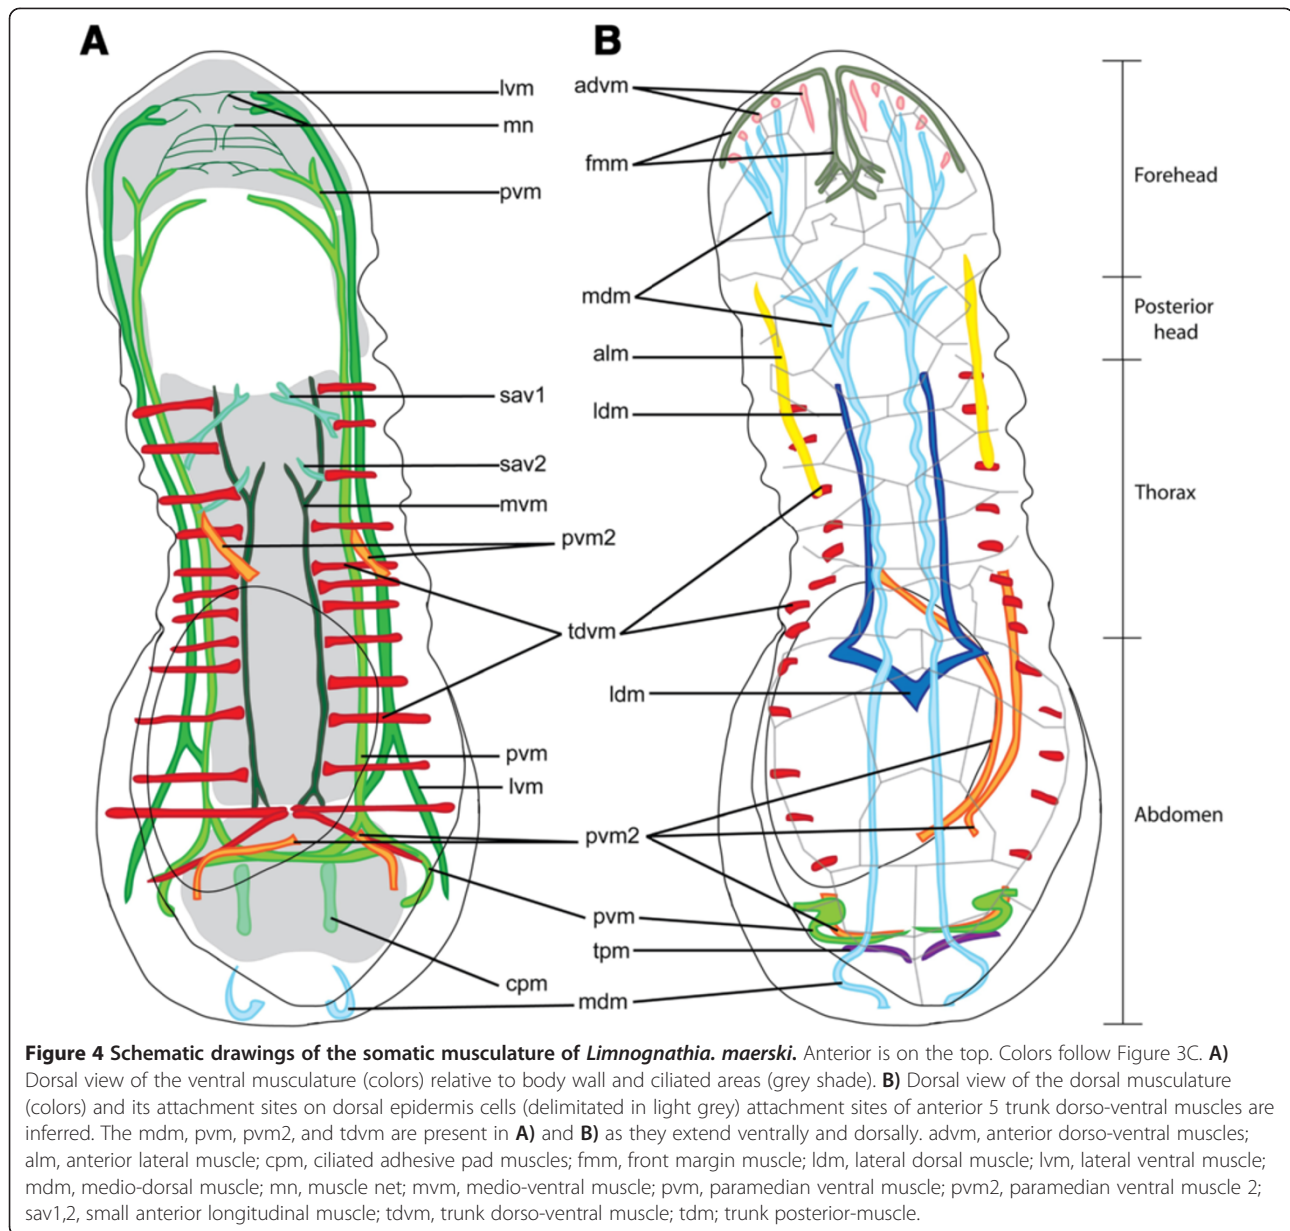 A
B
lvm
mn
pvm
sav1
sav2
mvm
pvm2
tdvm
pvm
lvm
pvm2
pvm
cpm
mdm
advm
fmm
mdm
alm
ldm
ldm
tpm
Forehead
Posterior
head
Thorax
Abdomen
Figure 4 Schematic drawings of the somatic musculature of Limnognathia. maerski. Anterior is on the top. Colors follow Figure 3C. A)
Dorsal view of the ventral musculature (colors) relative to body wall and ciliated areas (grey shade). B) Dorsal view of the dorsal musculature
(colors) and its attachment sites on dorsal epidermis cells (delimitated in light grey) attachment sites of anterior 5 trunk dorso-ventral muscles are
inferred. The mdm, pvm, pvm2, and tdvm are present in A) and B) as they extend ventrally and dorsally. advm, anterior dorso-ventral muscles;
alm, anterior lateral muscle; cpm, ciliated adhesive pad muscles; fmm, front margin muscle; ldm, lateral dorsal muscle; lvm, lateral ventral muscle;
mdm, medio-dorsal muscle; mn, muscle net; mvm, medio-ventral muscle; pvm, paramedian ventral muscle; pvm2, paramedian ventral muscle 2;
sav1,2, small anterior longitudinal muscle; tdvm, trunk dorso-ventral muscle; tdm; trunk posterior-muscle.